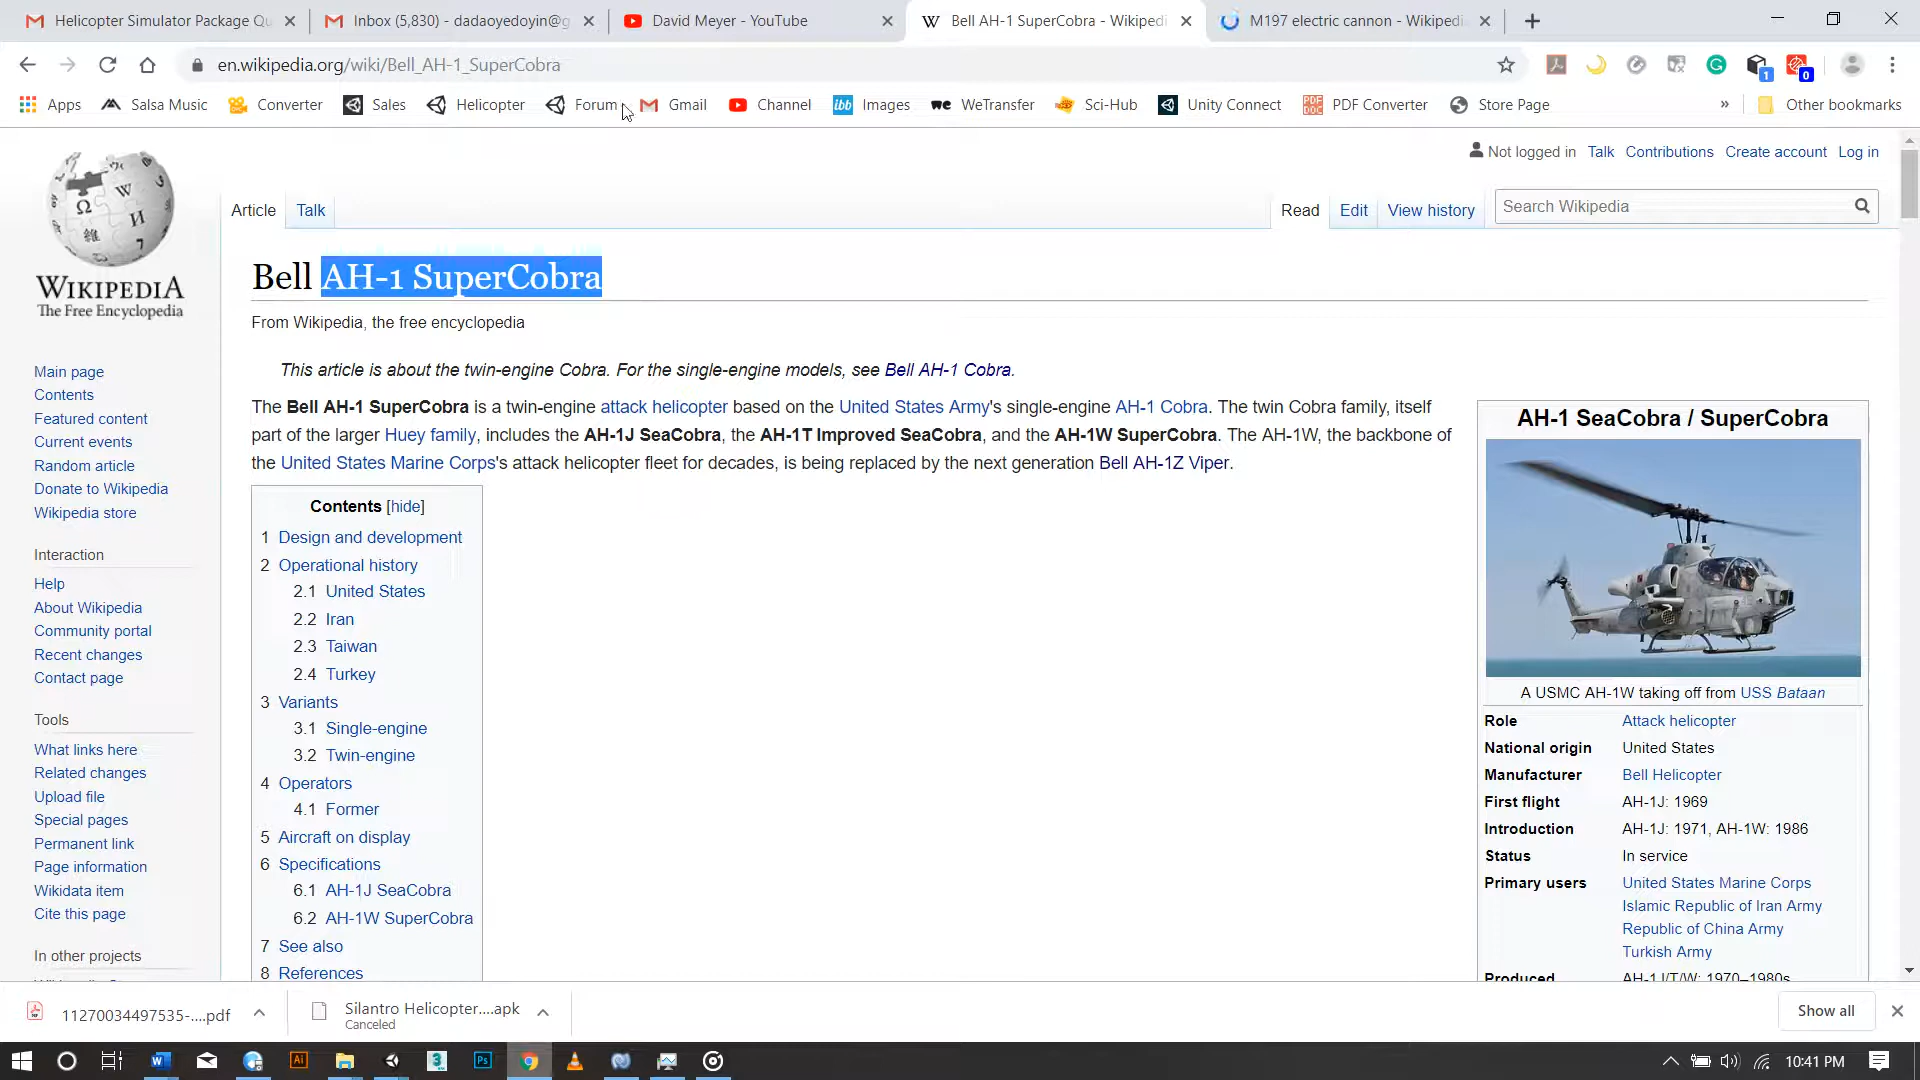 Helicopter Simulator Package Qu
Inbox (5,830) - dadaoyedoyin@g
David Meyer - YouTube
Bell AH-1 SuperCobra - Wikipedi
M197 electric cannon - Wikipedi
en.wikipedia.org/wiki/Bell_AH-1_SuperCobra
Apps
Salsa Music
Converter
Sales
Helicopter
Forum
Gmail
Channel
Images
WeTransfer
Sci-Hub
Unity Connect
PDF Converter
Store Page
»
Other bookmarks
Not logged in Talk Contributions Create account Log in
Article Talk
Read Edit View history
Search Wikipedia
WIKIPEDIA
The Free Encyclopedia
Bell AH-1 SuperCobra
From Wikipedia, the free encyclopedia
This article is about the twin-engine Cobra. For the single-engine models, see Bell AH-1 Cobra.
The Bell AH-1 SuperCobra is a twin-engine attack helicopter based on the United States Army's single-engine AH-1 Cobra. The twin Cobra family, itself
part of the larger Huey family, includes the AH-1J SeaCobra, the AH-1T Improved SeaCobra, and the AH-1W SuperCobra. The AH-1W, the backbone of
the United States Marine Corps's attack helicopter fleet for decades, is being replaced by the next generation Bell AH-1Z Viper.
Main page
Contents
Featured content
Current events
Random article
Donate to Wikipedia
Wikipedia store
Interaction
Help
About Wikipedia
Community portal
Recent changes
Contact page
Tools
What links here
Related changes
Upload file
Special pages
Permanent link
Page information
Wikidata item
Cite this page
In other projects
Contents [hide]
1 Design and development
2 Operational history
2.1 United States
2.2 Iran
2.3 Taiwan
2.4 Turkey
3 Variants
3.1 Single-engine
3.2 Twin-engine
4 Operators
4.1 Former
5 Aircraft on display
6 Specifications
6.1 AH-1J SeaCobra
6.2 AH-1W SuperCobra
7 See also
8 References
AH-1 SeaCobra / SuperCobra
A USMC AH-1W taking off from USS Bataan
Role Attack helicopter
National origin United States
Manufacturer Bell Helicopter
First flight AH-1J: 1969
Introduction AH-1J: 1971, AH-1W: 1986
Status In service
Primary users United States Marine Corps
Islamic Republic of Iran Army
Republic of China Army
Turkish Army
Produced AH-1J/T/W: 1970–1980s
11270034497535-....pdf
Silantro Helicopter....apk
Canceled
Show all
10:41 PM